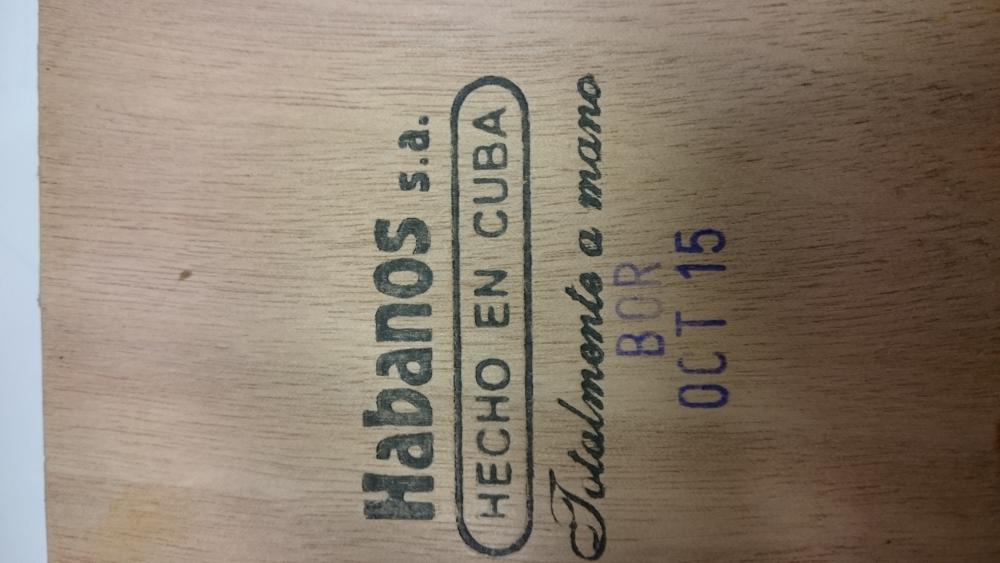 Habanos s.a.
HECHO EN CUBA
Totalmente a mano
BOR
OCT 15